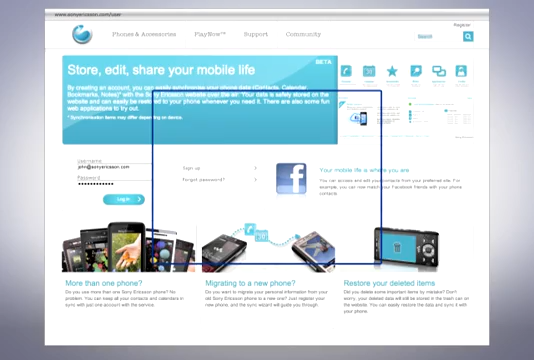 www.sonyericsson.com/user
Register
Phones & Accessories PlayNow™ Support Community
Search
BETA
Store, edit, share your mobile life
By creating an account, you can easily synchronize your phone data (Contacts, Calendar,
Bookmarks, Notes)* with the Sony Ericsson website over the air. Your data is safely stored on the
website and can easily be restored to your phone whenever you need it. There are also some fun
web applications to try out.
* Synchronisation items may differ depending on device.
Username
john@sonyericsson.com
Password
Log in
Sign up
Forgot password?
Your mobile life is where you are
You can access and edit your contacts from your preferred site. For
example, you can now match your Facebook friends with your phone
contacts.
More than one phone?
Do you use more than one Sony Ericsson phone? No
problem. You can keep all your contacts and calendars in
sync with just one account with the service.
Migrating to a new phone?
Do you want to migrate your personal information from your
old Sony Ericsson phone to a new one? Just register your
new phone, and the sync wizard will guide you through
Restore your deleted items
Did you delete some important items by mistake? Don't
worry, your deleted data will still be stored in the trash can on
the website. You can easily restore the data and sync it with
your phone.